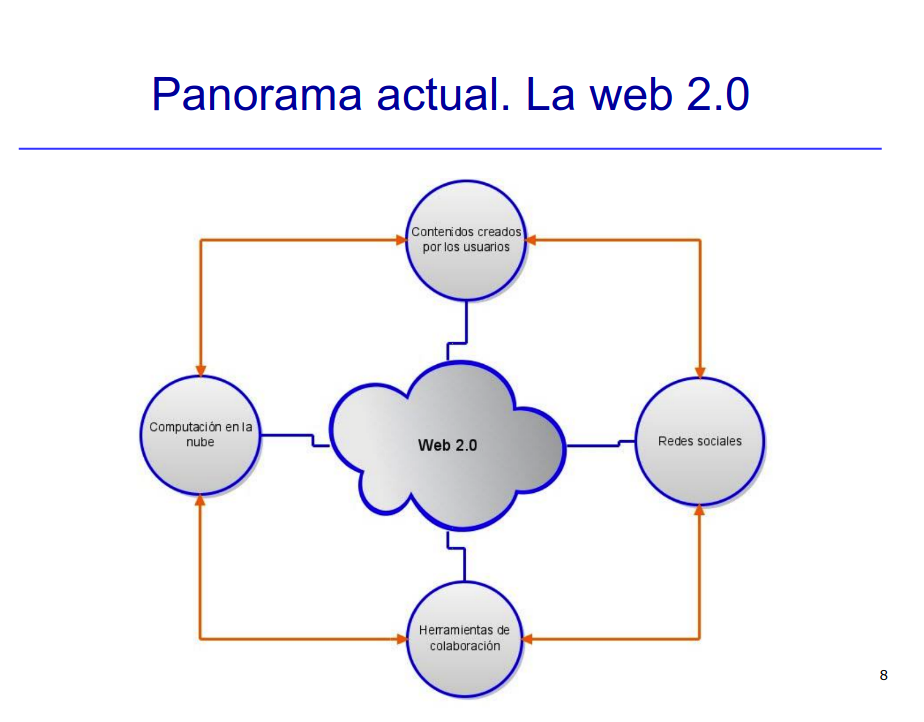 Panorama actual. La web 2.0
Contenidos creados
por los usuarios
Computación en la
nube
Web 2.0
Redes sociales
Herramientas de
colaboración
8